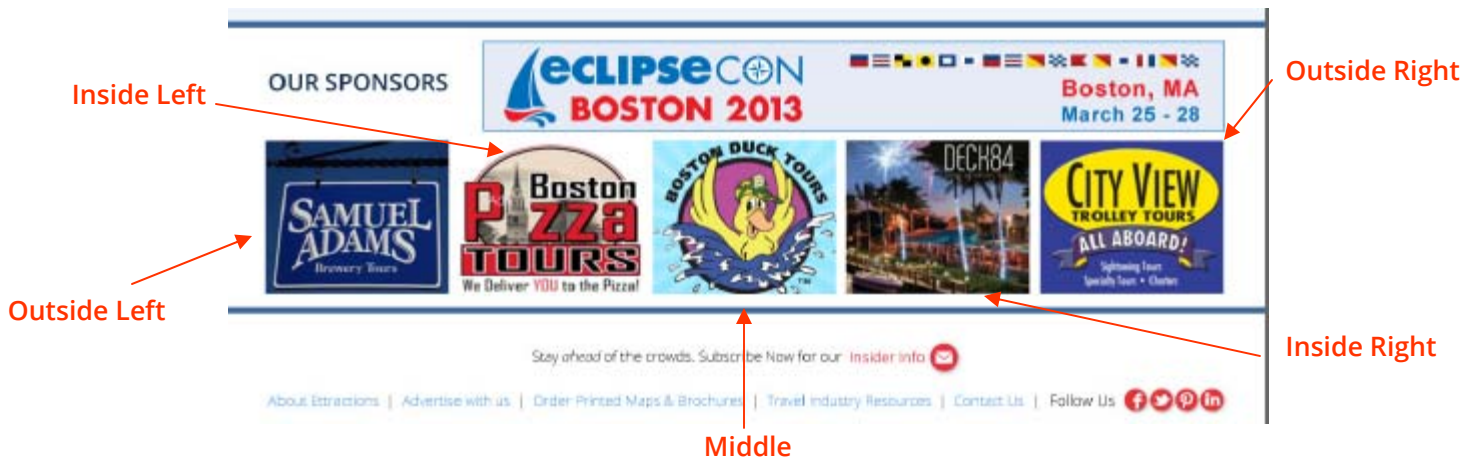 eclipseCON
BOSTON 2013
Boston, MA
March 25 - 28
OUR SPONSORS
Outside Right
Inside Left
SAMUEL
ADAMS
Brewery Tours
Boston
Pizza
TOURS
We Deliver YOU to the Pizza!
BOSTON DUCK TOURS
TM
DECK84
CITY VIEW
TROLLEY TOURS
ALL ABOARD!
Sightseeing Tours
Specialty Tours • Charters
Outside Left
Inside Right
Stay ahead of the crowds. Subscribe Now for our Insider Info
About Ettractions | Advertise with us | Order Printed Maps & Brochures | Travel Industry Resources | Contact Us | Follow Us
Middle